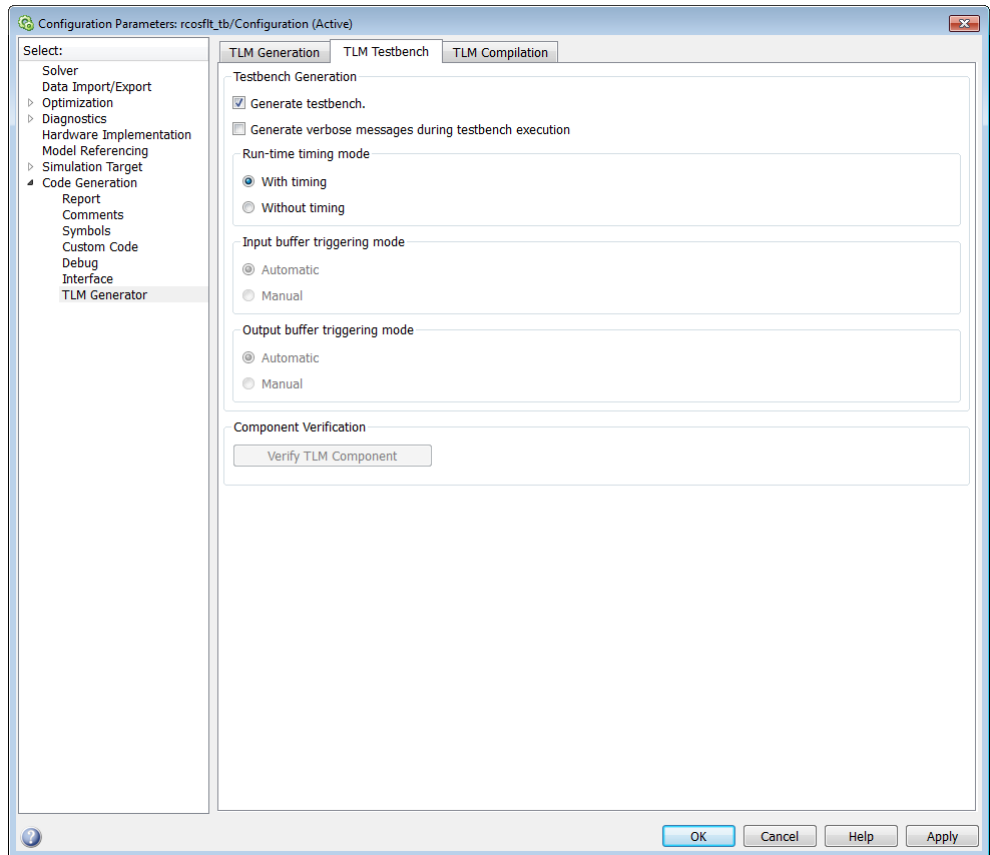 Configuration Parameters: rcosflt_tb/Configuration (Active)
Select:
Solver
Data Import/Export
Optimization
Diagnostics
Hardware Implementation
Model Referencing
Simulation Target
Code Generation
Report
Comments
Symbols
Custom Code
Debug
Interface
TLM Generator
TLM Generation TLM Testbench TLM Compilation
Testbench Generation
Generate testbench.
Generate verbose messages during testbench execution
Run-time timing mode
With timing
Without timing
Input buffer triggering mode
Automatic
Manual
Output buffer triggering mode
Automatic
Manual
Component Verification
Verify TLM Component
OK Cancel Help Apply